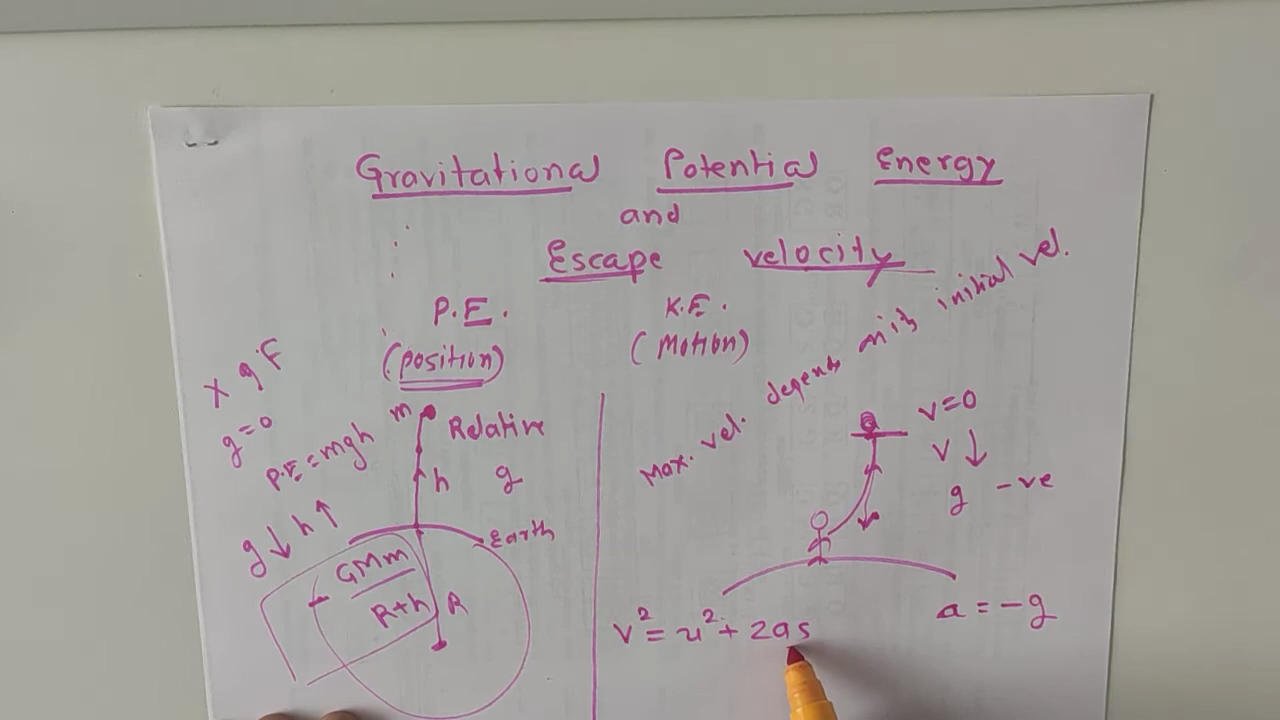 Gravitational Potential Energy
and
Escape velocity
P.E.
(position)
K.E.
(Motion)
x g F
g=0
P.E=mgh
g↓ h↑
m
Relative
h g
Earth
-GMm
R+h
R
Max. vel. depends initial vel.
v=0
v ↓
g -ve
a = -g
v² = u² + 2as